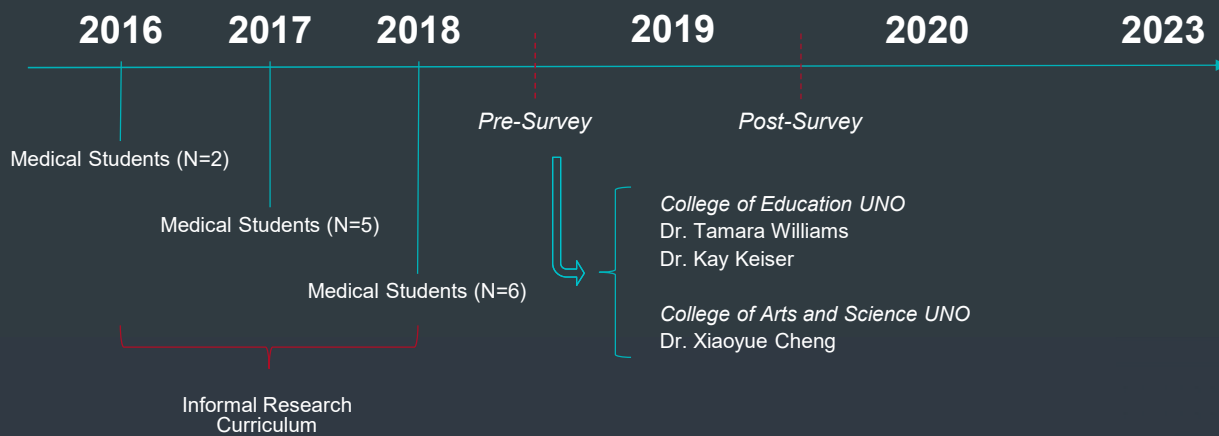 2016 2017 2018 2019 2020 2023
Pre-Survey Post-Survey
Medical Students (N=2)
Medical Students (N=5)
Medical Students (N=6)
College of Education UNO
Dr. Tamara Williams
Dr. Kay Keiser
College of Arts and Science UNO
Dr. Xiaoyue Cheng
Informal Research
Curriculum